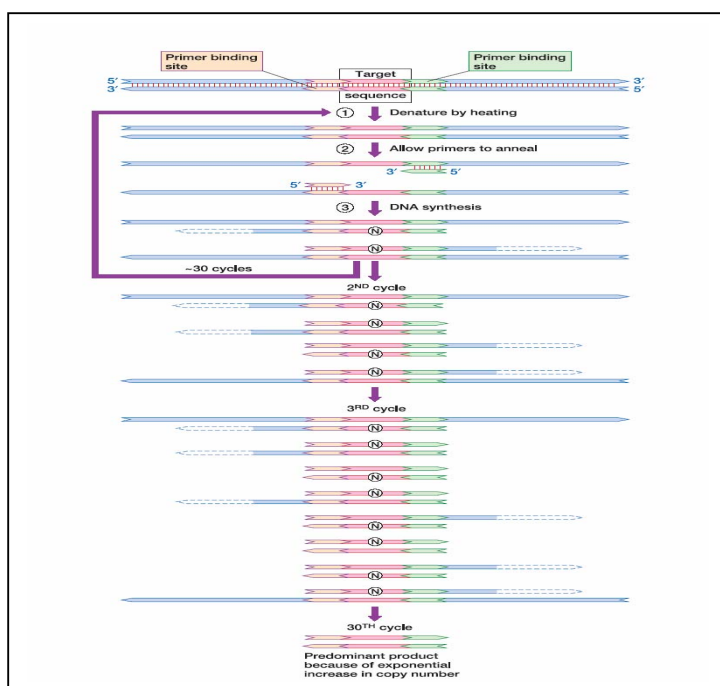 Primer binding
site
Primer binding
site
Target
sequence
5′ 3′
3′ 5′
1 Denature by heating
2 Allow primers to anneal
3′ 5′
5′ 3′
3 DNA synthesis
N
N
~30 cycles
2ND cycle
N
N
N
N
3RD cycle
N
N
N
N
N
N
N
N
30TH cycle
Predominant product
because of exponential
increase in copy number